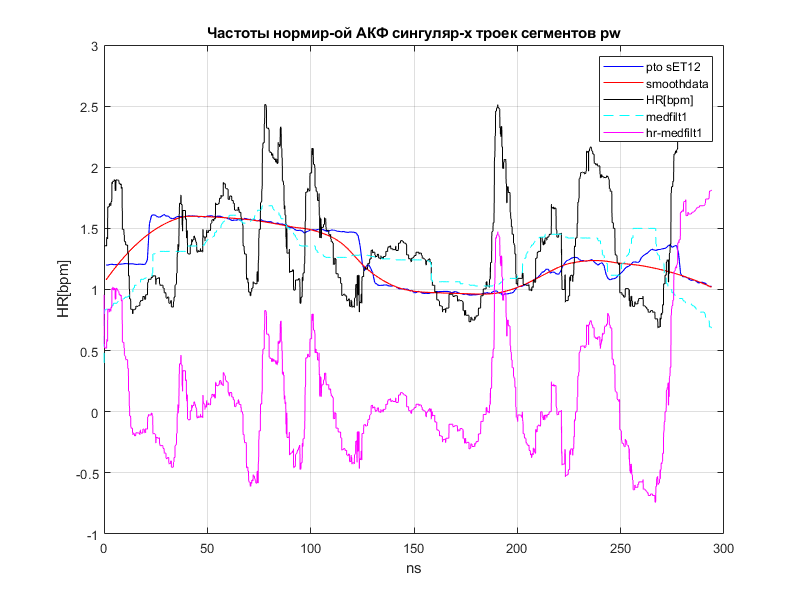 Частоты нормир-ой АКФ сингуляр-х троек сегментов pw
3
2.5
2
1.5
1
0.5
0
-0.5
-1
HR[bpm]
pto sET12
smoothdata
HR[bpm]
medfilt1
hr-medfilt1
0
50
100
150
200
250
300
ns